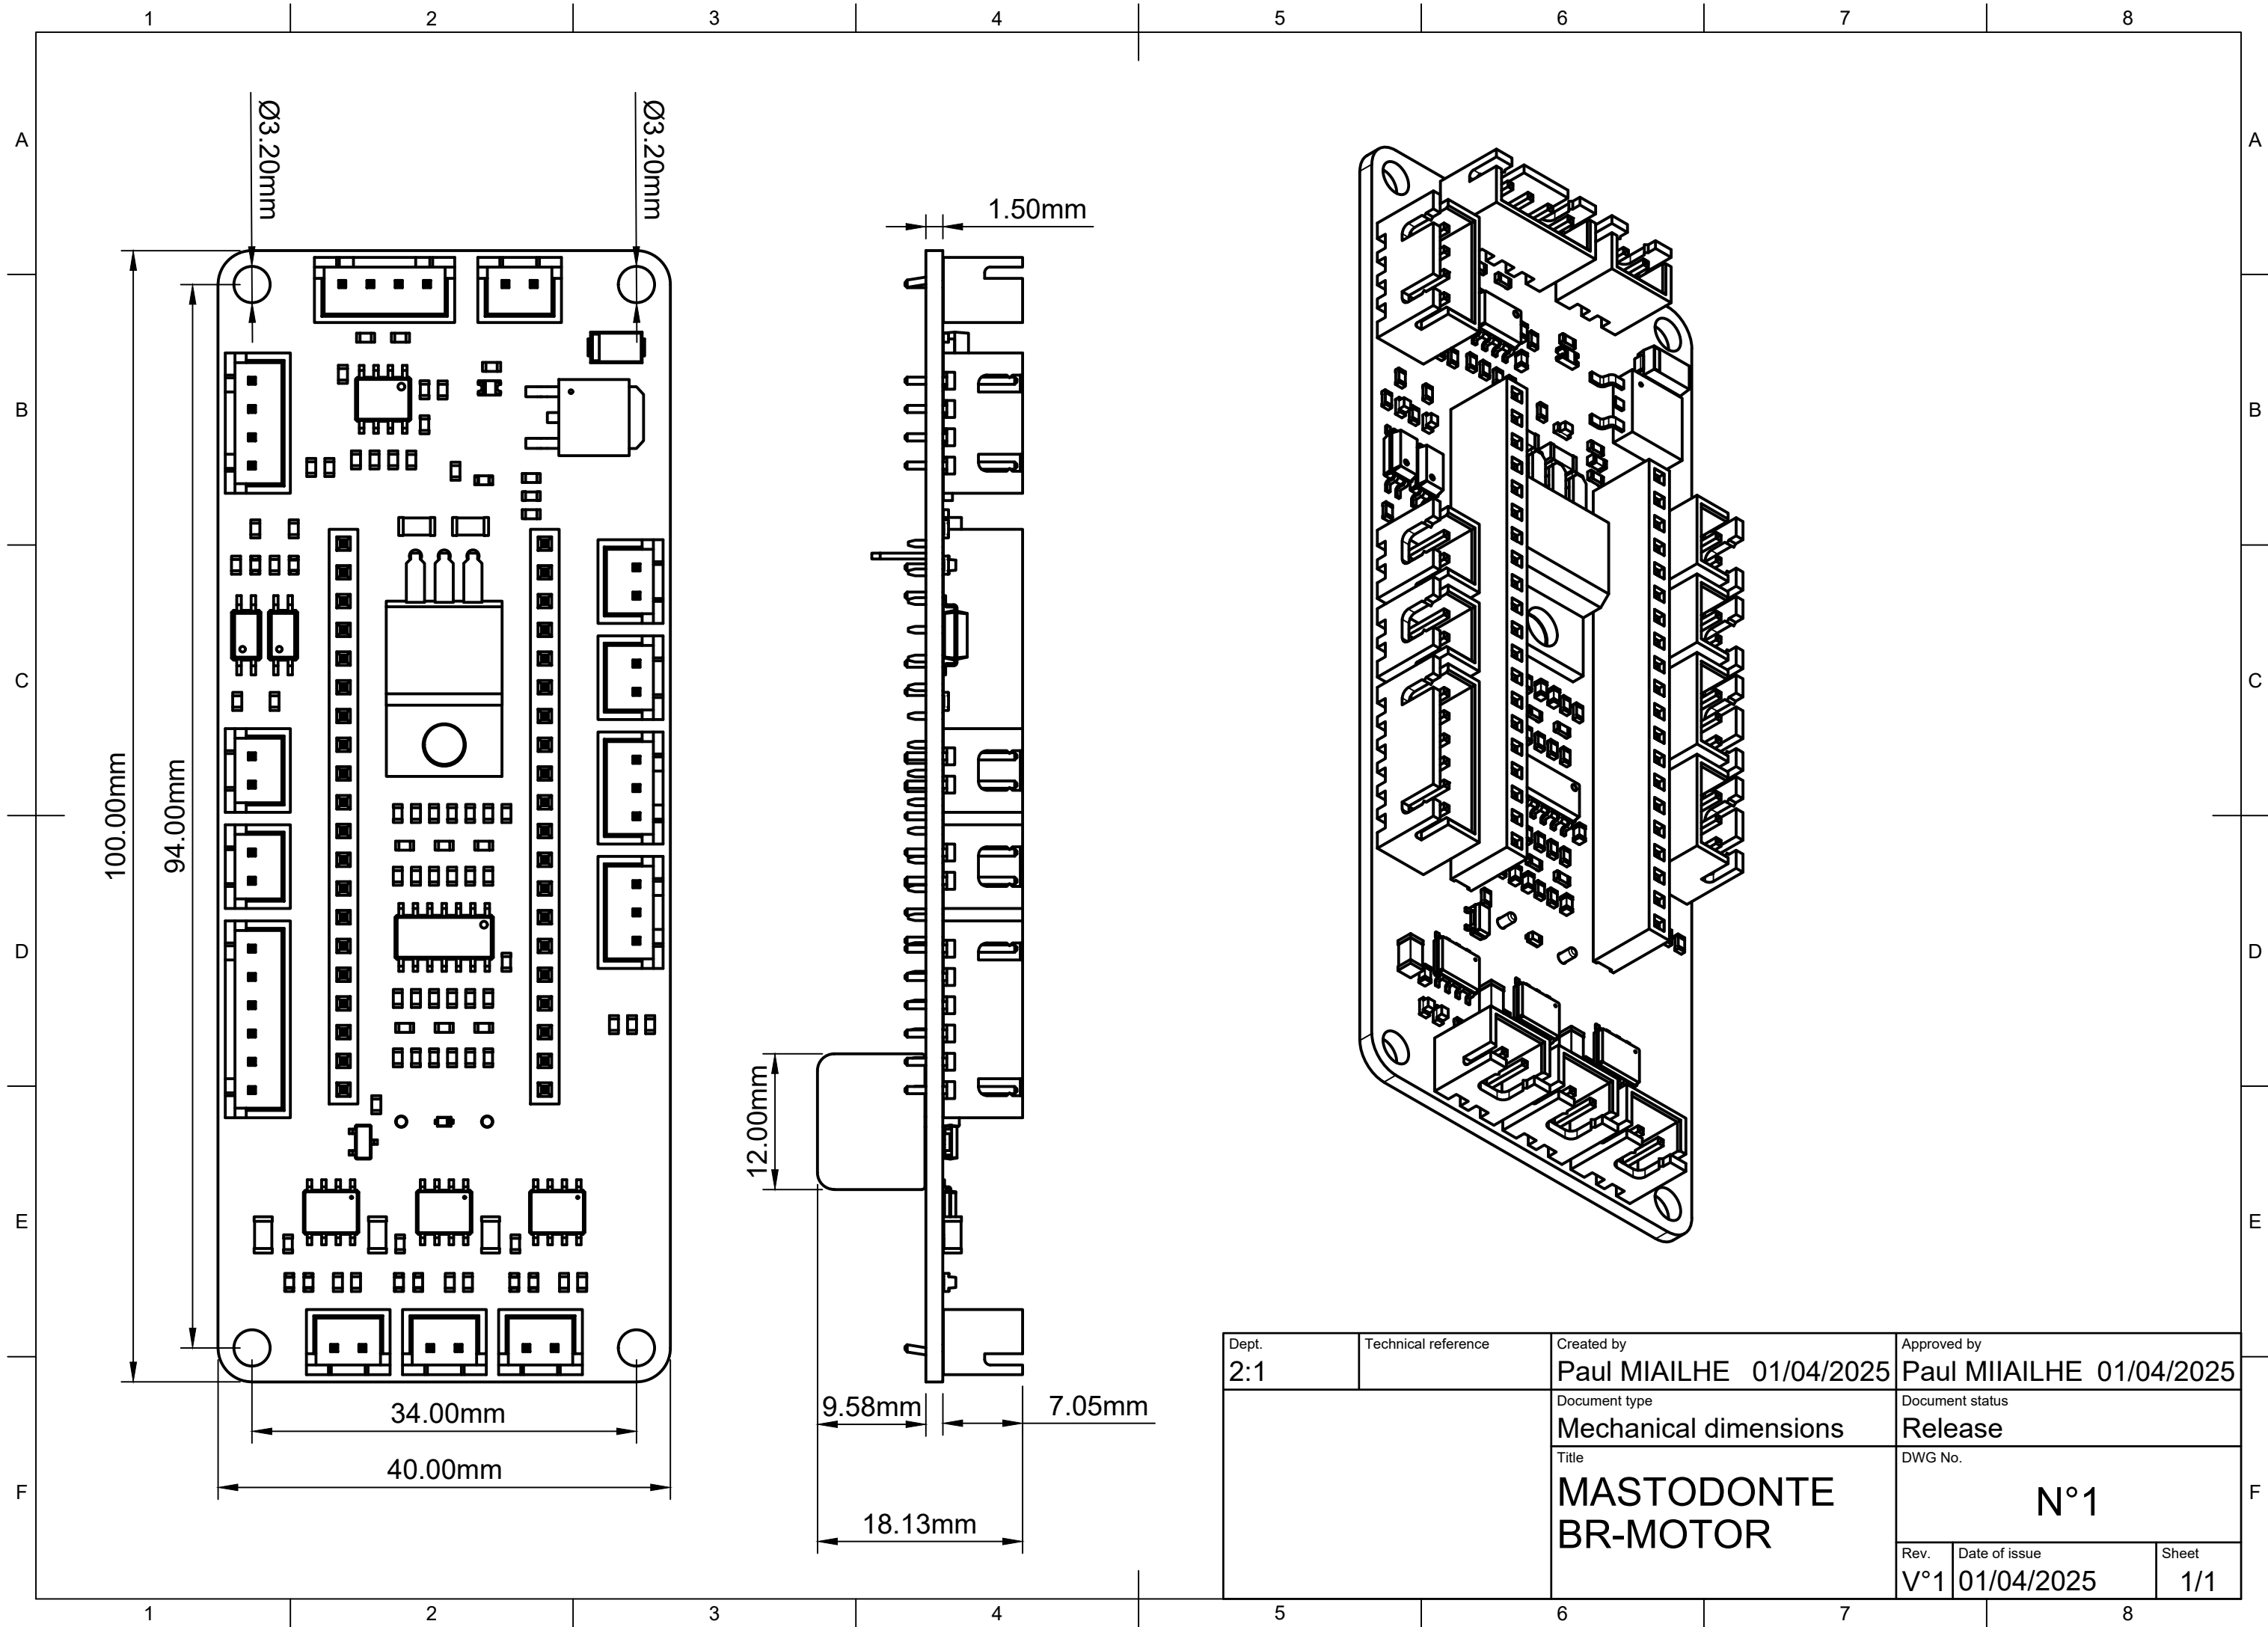 1 2 3 4 5 6 7 8
A A
B B
C C
D D
E E
F F
Ø3.20mm
Ø3.20mm
100.00mm
94.00mm
34.00mm
40.00mm
1.50mm
12.00mm
9.58mm
7.05mm
18.13mm
Dept.
2:1
Technical reference
Created by
Paul MIAILHE 01/04/2025
Approved by
Paul MIIAILHE 01/04/2025
Document type
Mechanical dimensions
Document status
Release
Title
MASTODONTE
BR-MOTOR
DWG No.
N°1
Rev.
V°1
Date of issue
01/04/2025
Sheet
1/1
1 2 3 4 5 6 7 8